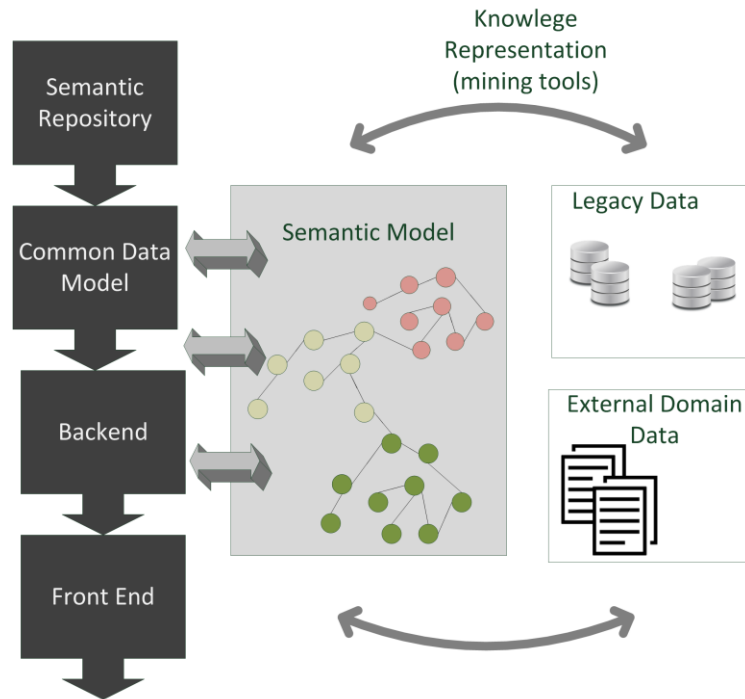 Knowlege
Representation
(mining tools)
Semantic
Repository
Common Data
Model
Backend
Front End
Semantic Model
Legacy Data
External Domain
Data